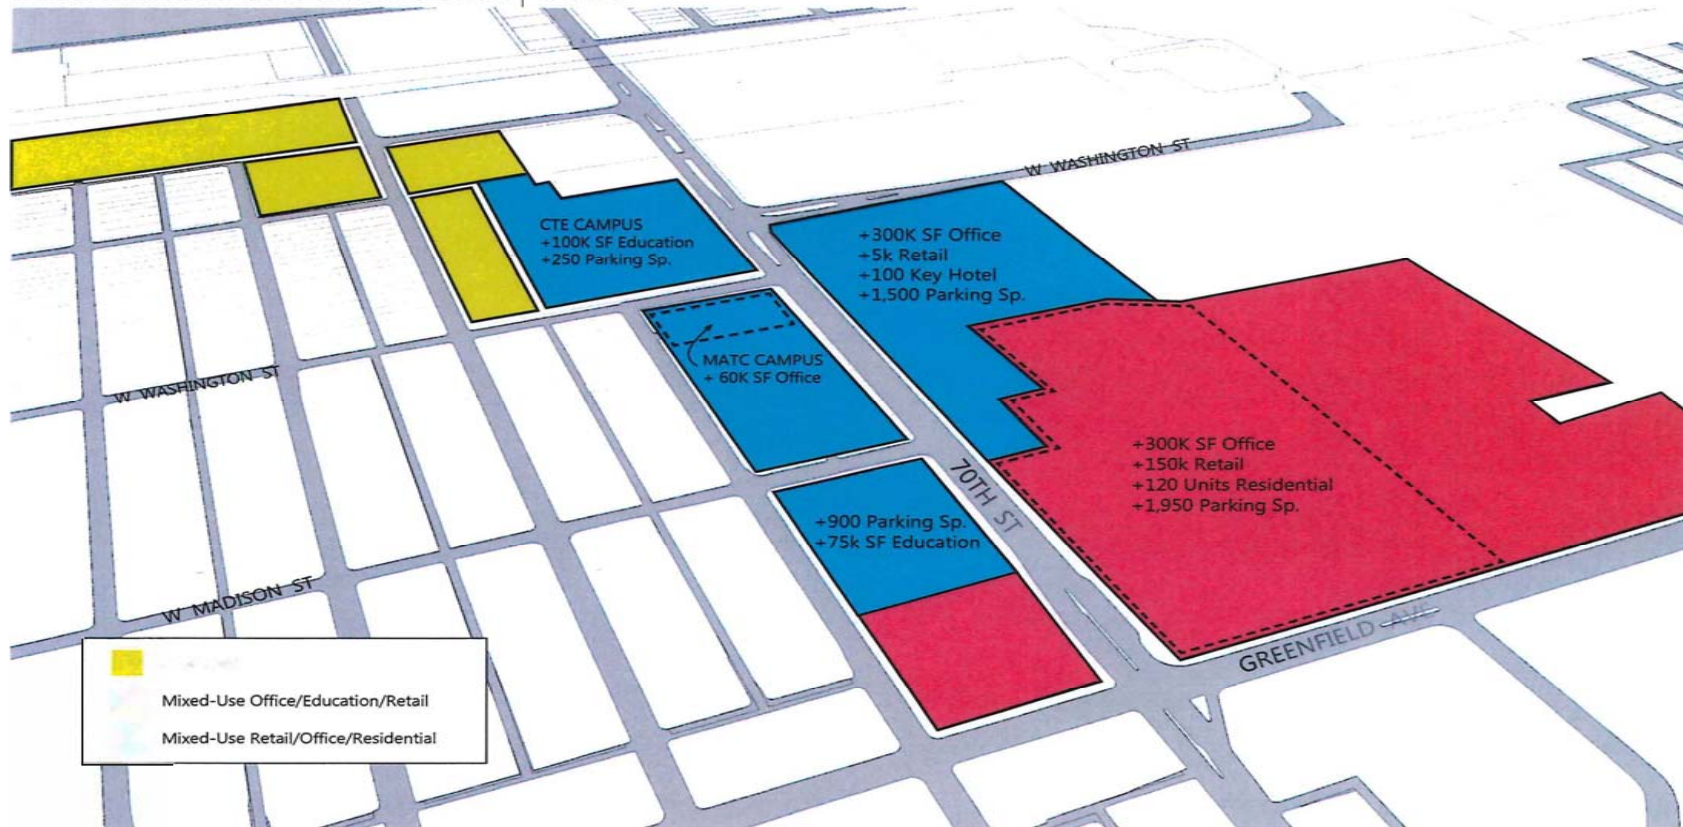 W WASHINGTON ST
CTE CAMPUS
+100K SF Education
+250 Parking Sp.
+300K SF Office
+5k Retail
+100 Key Hotel
+1,500 Parking Sp.
MATC CAMPUS
+ 60K SF Office
W WASHINGTON ST
+300K SF Office
+150k Retail
+120 Units Residential
+1,950 Parking Sp.
70TH ST
+900 Parking Sp.
+75k SF Education
W MADISON ST
GREENFIELD AVE
Mixed-Use Office/Education/Retail
Mixed-Use Retail/Office/Residential